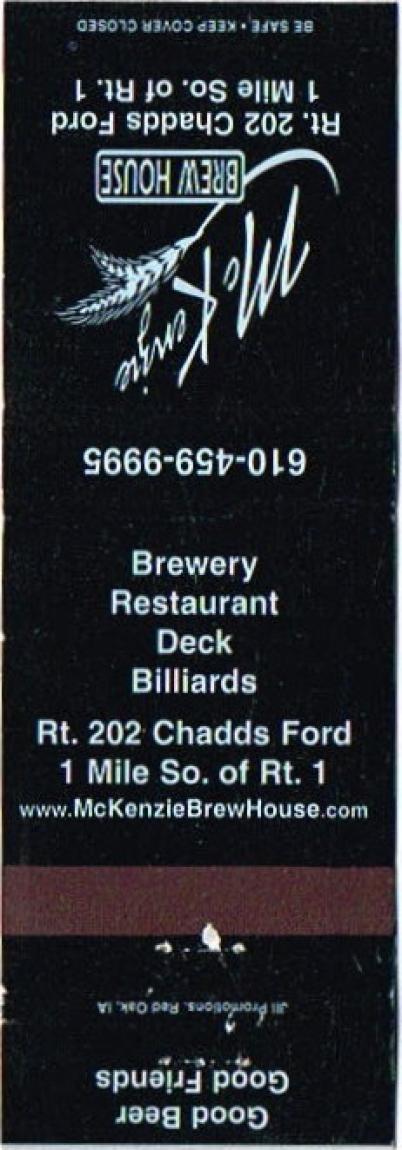 BE SAFE • KEEP COVER CLOSED
Rt. 202 Chadds Ford
1 Mile So. of Rt. 1
McKenzie
BREW HOUSE
610-459-9995
Brewery
Restaurant
Deck
Billiards
Rt. 202 Chadds Ford
1 Mile So. of Rt. 1
www.McKenzieBrewHouse.com
Jll Promotions, Red Oak, IA
Good Beer
Good Friends